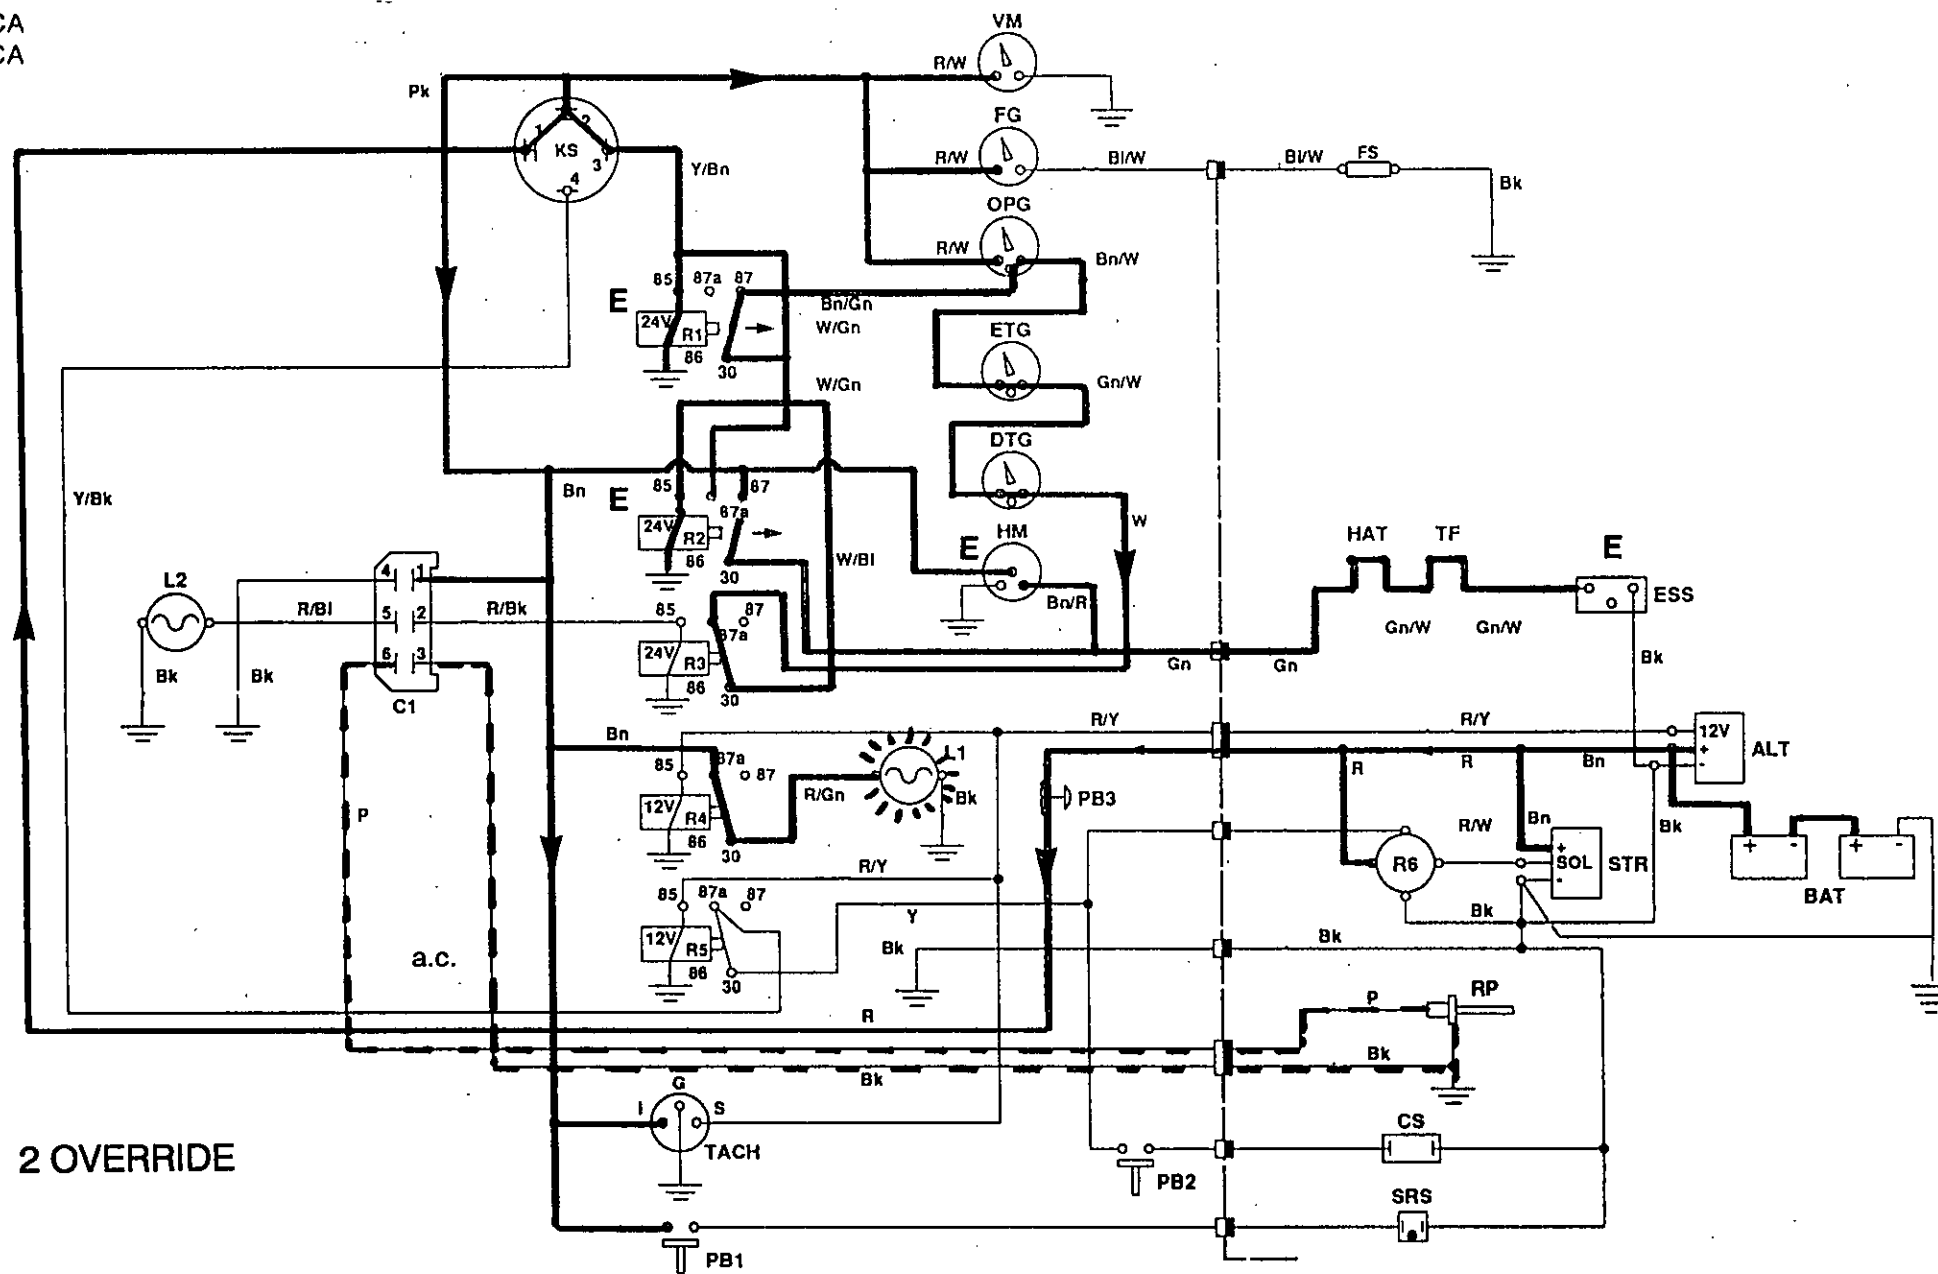 CA
CA
VM
R/W
Pk
FG
1
2
KS
3
4
Y/Bn
R/W
Bl/W
Bl/W
FS
Bk
OPG
R/W
Bn/W
85
87a
87
E
Bn/Gn
24V
R1
W/Gn
86
30
ETG
W/Gn
Gn/W
DTG
Y/Bk
Bn
85
87
E
87a
24V
R2
86
30
W
HM
E
W/Bl
HAT
TF
E
ESS
Bn/R
Gn/W
Gn/W
L2
4
1
R/Bl
5
2
R/Bk
6
3
Bk
Bk
C1
85
87
87a
24V
R3
86
30
Gn
Gn
Bk
R/Y
R/Y
12V
+
-
ALT
Bn
85
87a
87
L1
R
R
Bn
R/Gn
Bk
PB3
P
12V
R4
86
30
Bn
R/W
Bk
+
SOL
-
STR
R6
+
-
+
-
BAT
R/Y
85
87a
87
Y
Bk
Bk
Bk
12V
R5
86
30
a.c.
R
P
RP
Bk
Bk
G
I
S
TACH
CS
2 OVERRIDE
PB2
SRS
PB1